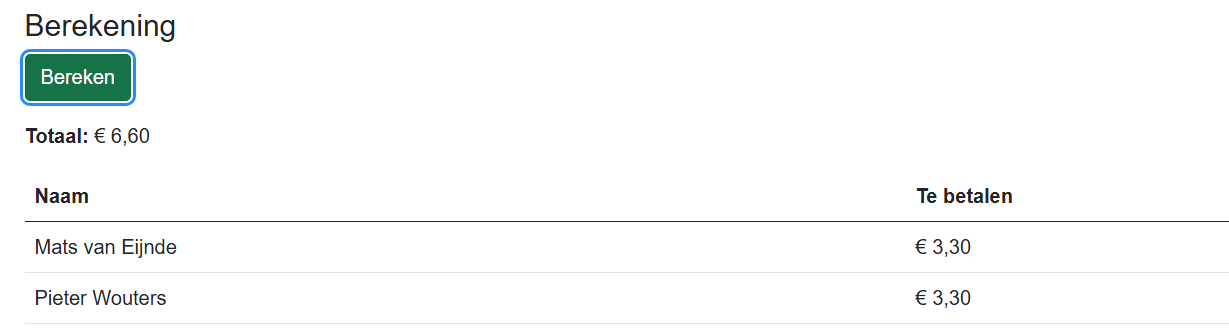 Berekening
Bereken
Totaal: € 6,60
Naam Te betalen
Mats van Eijnde € 3,30
Pieter Wouters € 3,30